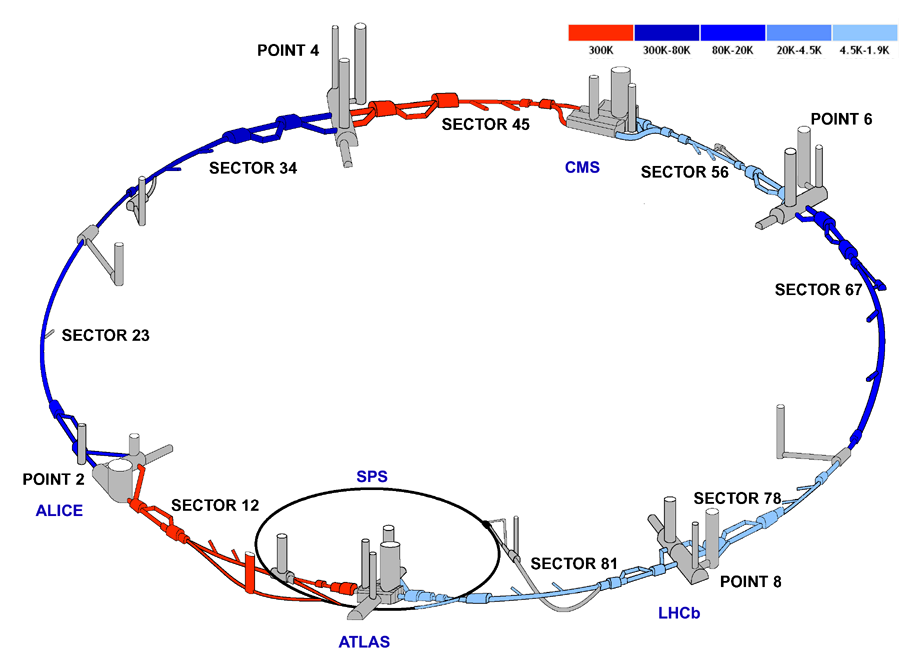 300K
300K-80K
80K-20K
20K-4.5K
4.5K-1.9K
POINT 4
SECTOR 45
POINT 6
SECTOR 34
CMS
SECTOR 56
SECTOR 67
SECTOR 23
POINT 2
ALICE
SECTOR 12
SPS
SECTOR 78
SECTOR 81
POINT 8
LHCb
ATLAS